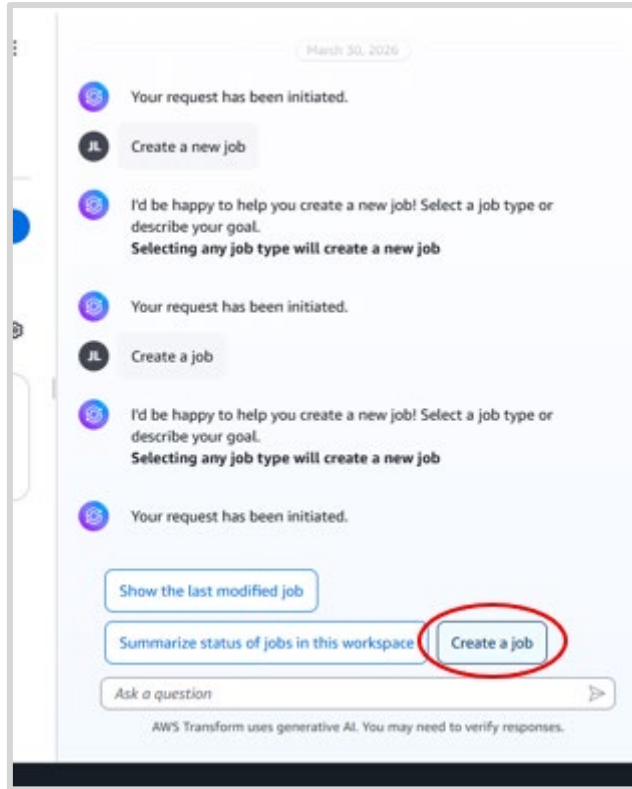 March 30, 2026
Your request has been initiated.
JL
Create a new job
I'd be happy to help you create a new job! Select a job type or
describe your goal.
Selecting any job type will create a new job
Your request has been initiated.
JL
Create a job
I'd be happy to help you create a new job! Select a job type or
describe your goal.
Selecting any job type will create a new job
Your request has been initiated.
Show the last modified job
Summarize status of jobs in this workspace
Create a job
Ask a question
AWS Transform uses generative AI. You may need to verify responses.